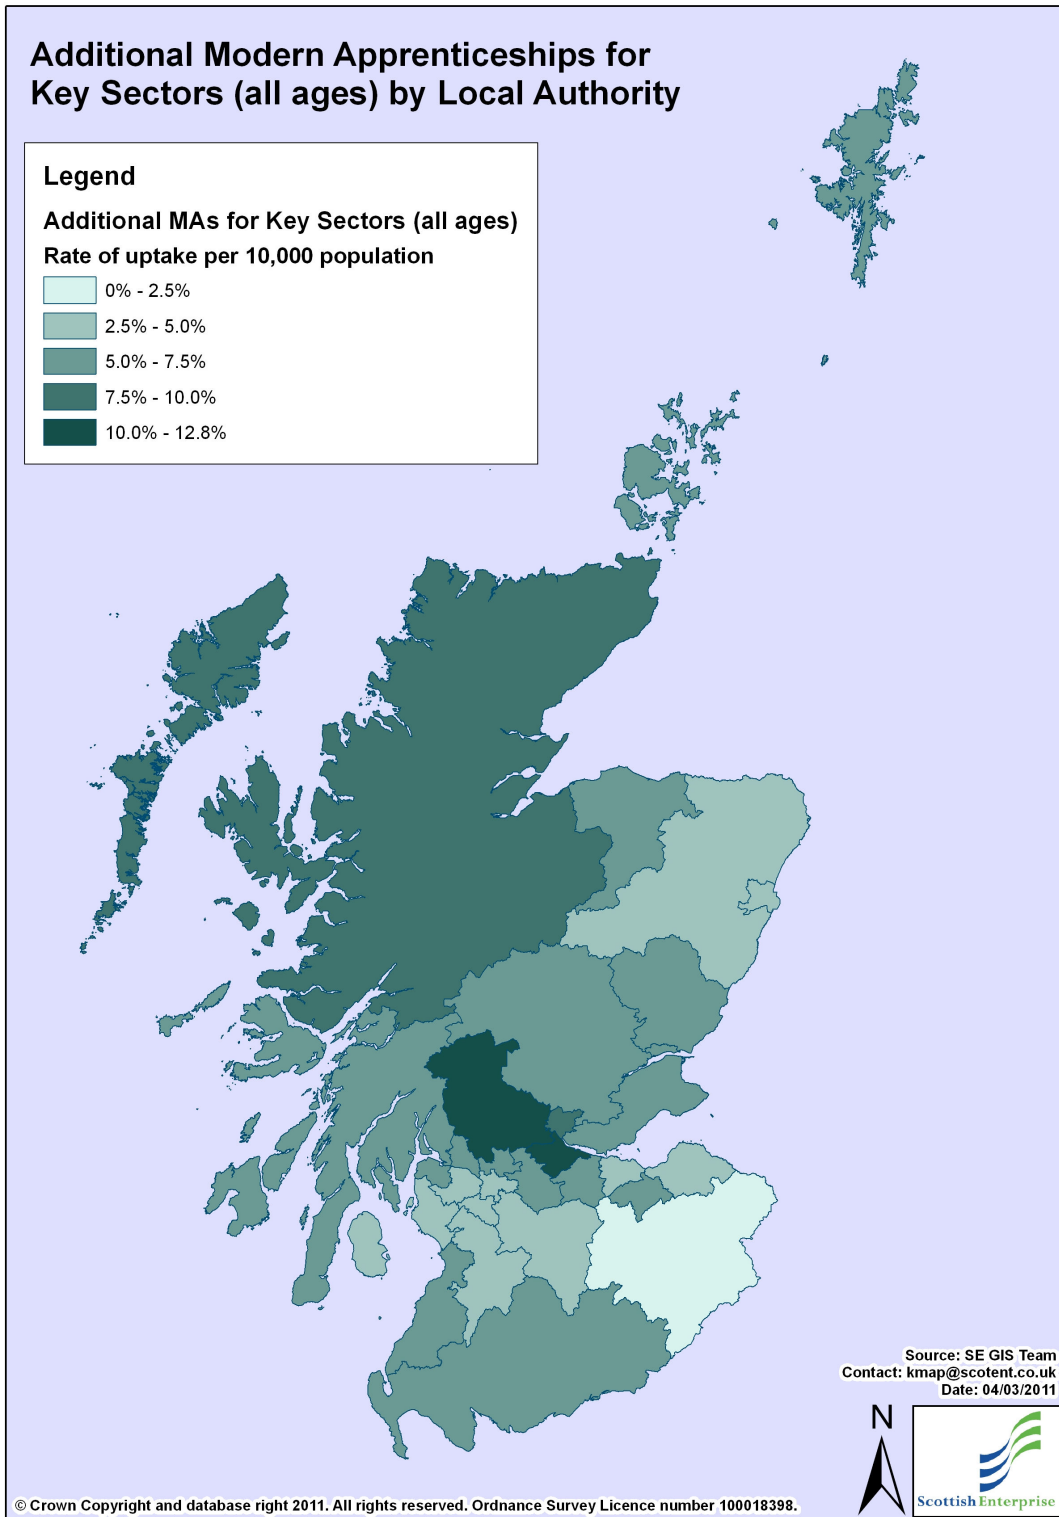 Additional Modern Apprenticeships for
Key Sectors (all ages) by Local Authority
Legend
Additional MAs for Key Sectors (all ages)
Rate of uptake per 10,000 population
0% - 2.5%
2.5% - 5.0%
5.0% - 7.5%
7.5% - 10.0%
10.0% - 12.8%
Source: SE GIS Team
Contact: kmap@scotent.co.uk
Date: 04/03/2011
N
Scottish Enterprise
© Crown Copyright and database right 2011. All rights reserved. Ordnance Survey Licence number 100018398.